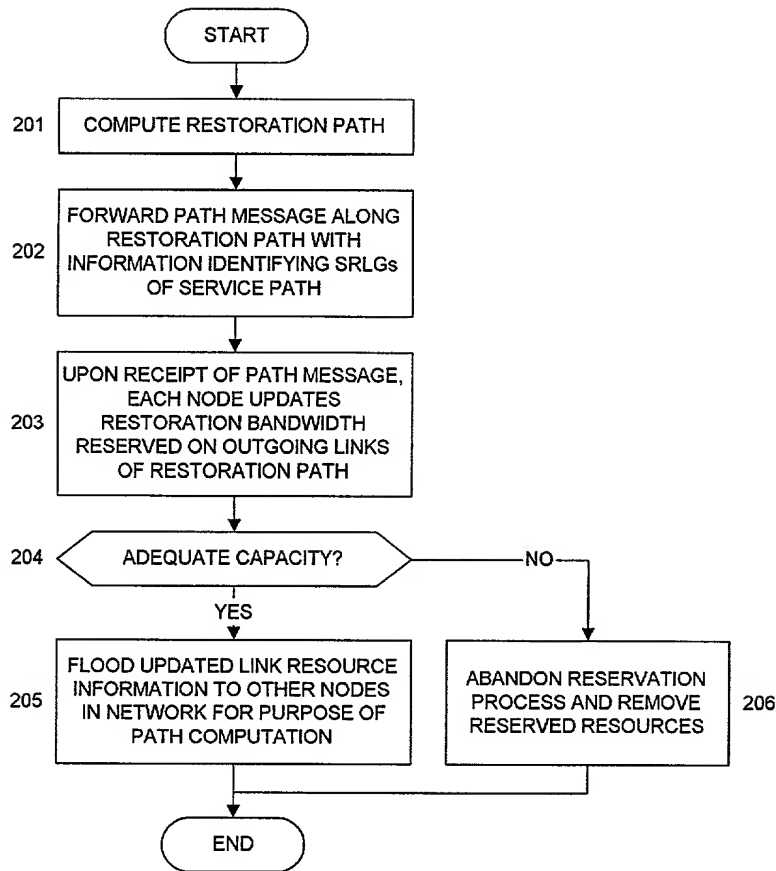 START
201
COMPUTE RESTORATION PATH
202
FORWARD PATH MESSAGE ALONG
RESTORATION PATH WITH
INFORMATION IDENTIFYING SRLGs
OF SERVICE PATH
203
UPON RECEIPT OF PATH MESSAGE,
EACH NODE UPDATES
RESTORATION BANDWIDTH
RESERVED ON OUTGOING LINKS
OF RESTORATION PATH
204
ADEQUATE CAPACITY?
NO
YES
205
FLOOD UPDATED LINK RESOURCE
INFORMATION TO OTHER NODES
IN NETWORK FOR PURPOSE OF
PATH COMPUTATION
ABANDON RESERVATION
PROCESS AND REMOVE
RESERVED RESOURCES
206
END